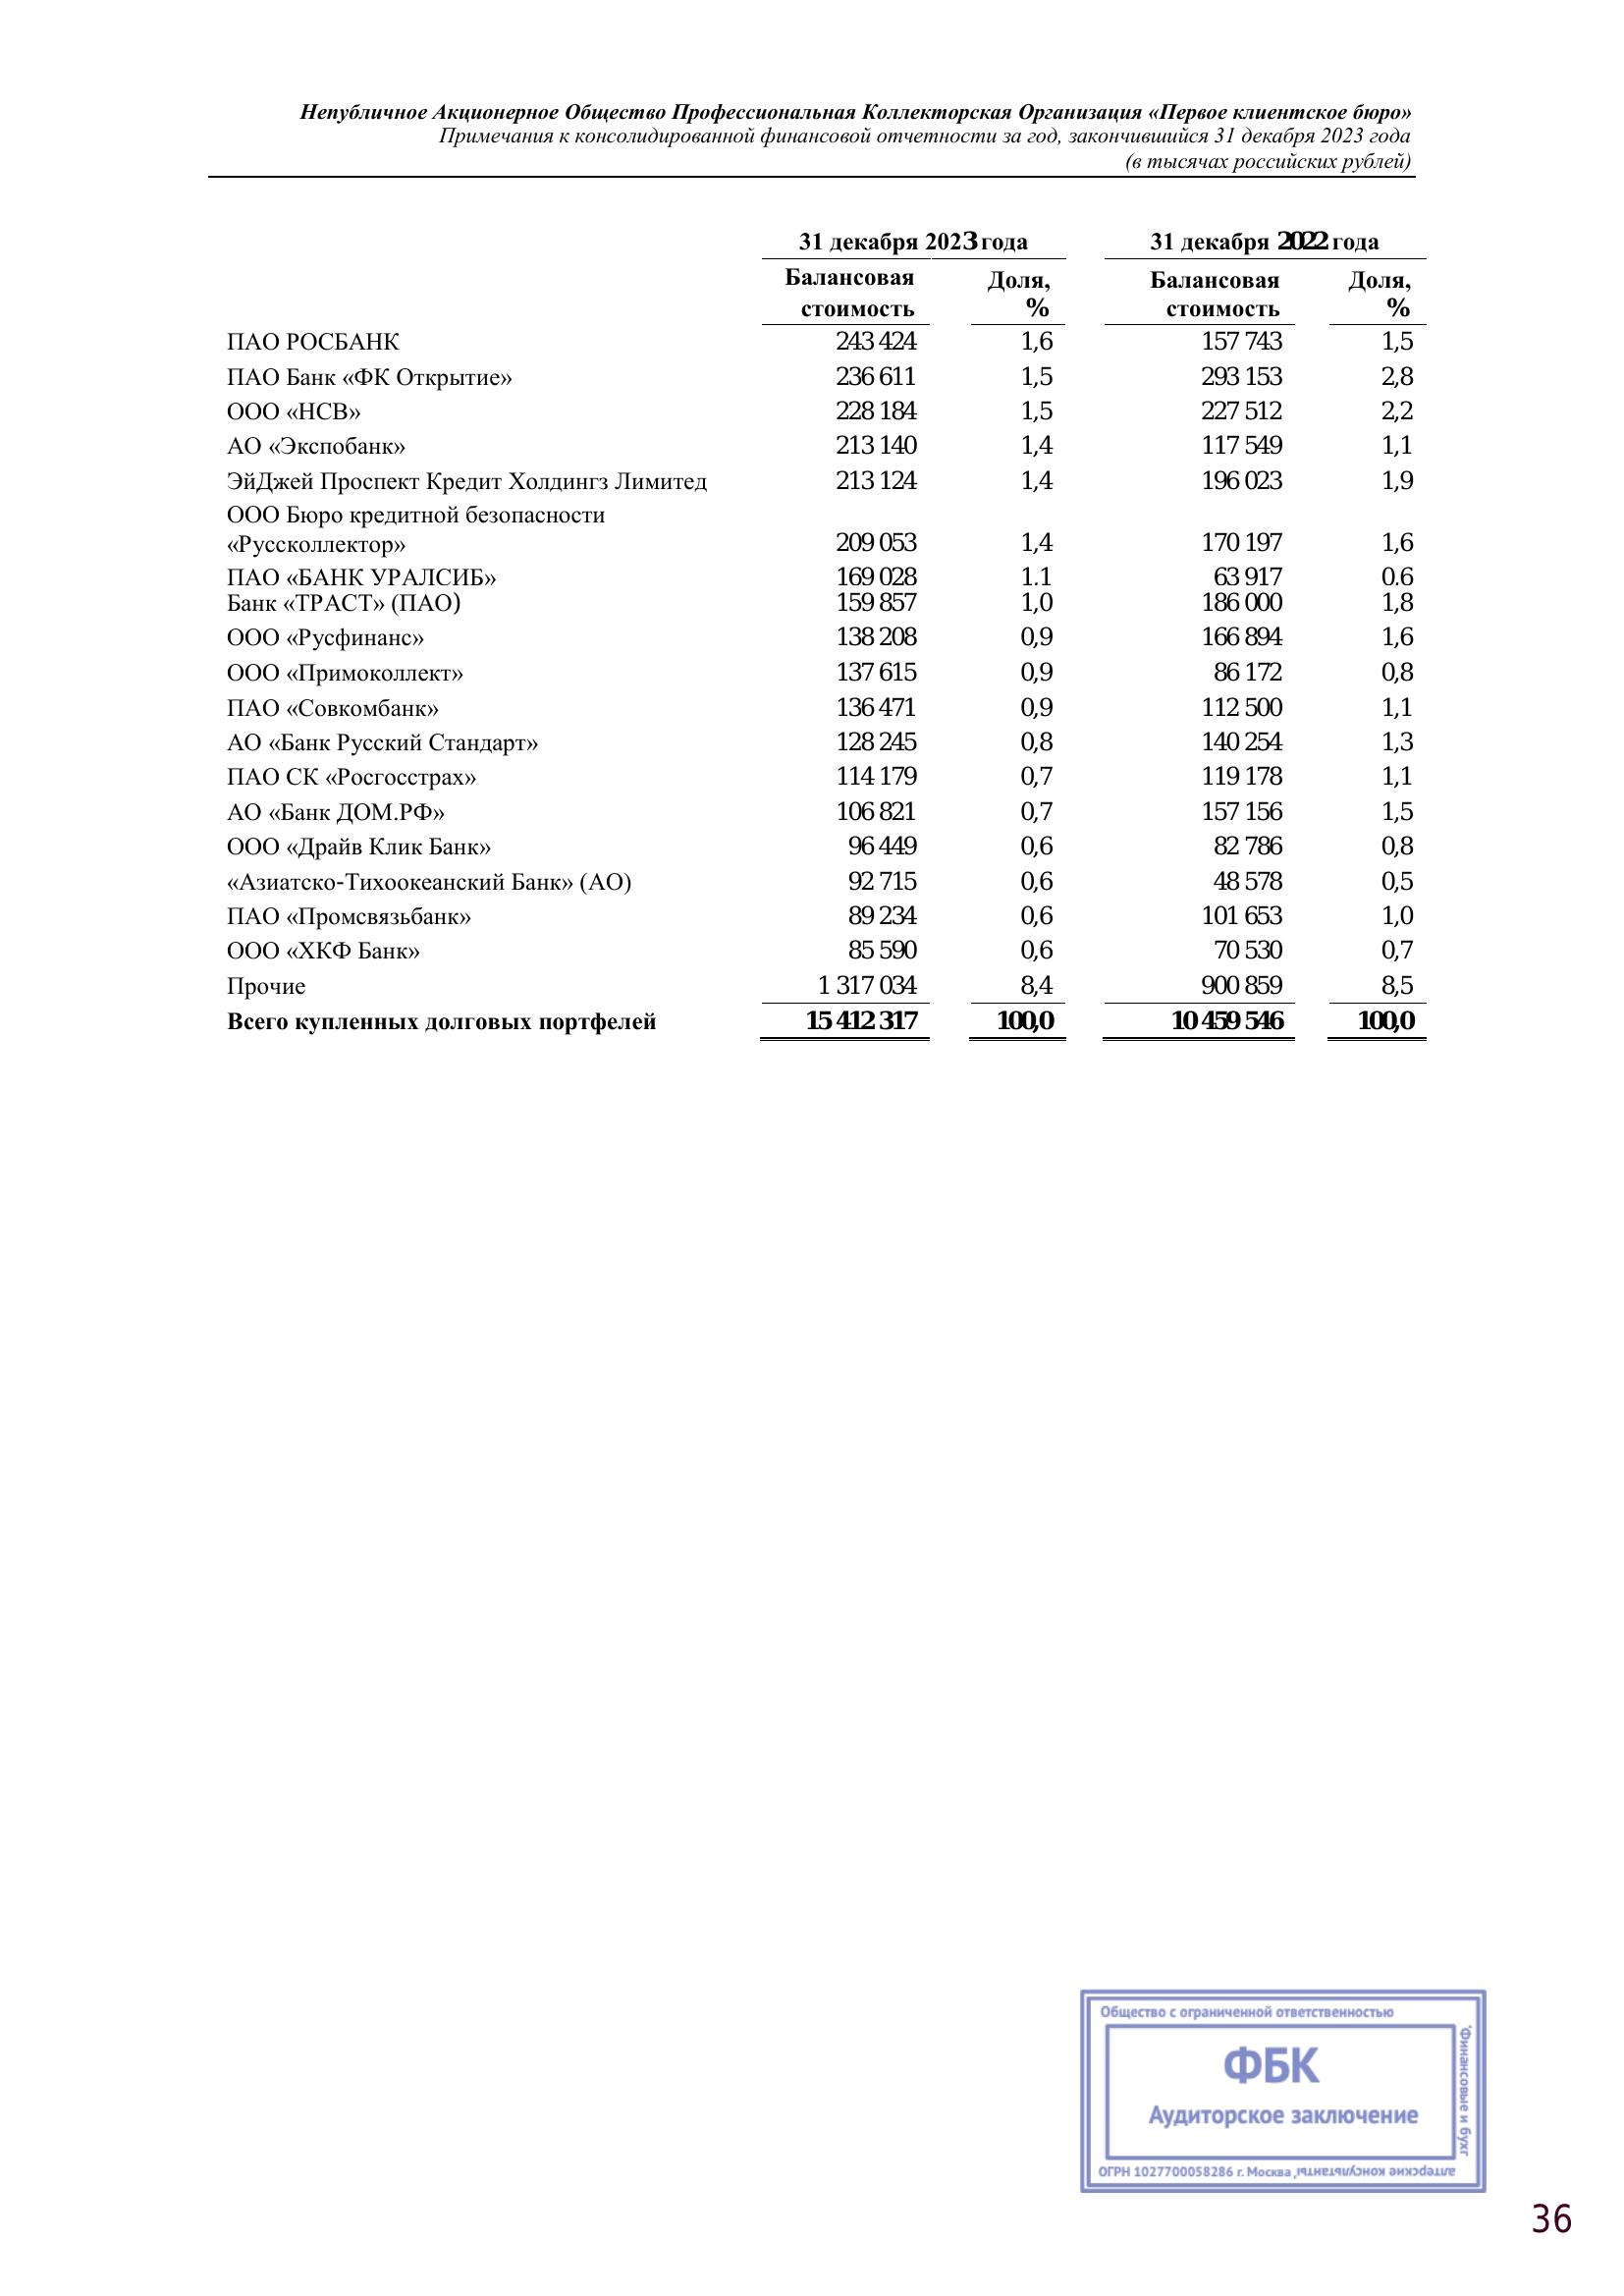 Непубличное Акционерное Общество Профессиональная Коллекторская Организация «Первое клиентское бюро»
Примечания к консолидированной финансовой отчетности за год, закончившийся 31 декабря 2023 года
(в тысячах российских рублей)
31 декабря 2023 года 31 декабря 2022 года
Балансовая Доля, Балансовая Доля,
стоимость % стоимость %
ПАО РОСБАНК 243 424 1,6 157 743 1,5
ПАО Банк «ФК Открытие» 236 611 1,5 293 153 2,8
ООО «НСВ» 228 184 1,5 227 512 2,2
АО «Экспобанк» 213 140 1,4 117 549 1,1
ЭйДжей Проспект Кредит Холдингз Лимитед 213 124 1,4 196 023 1,9
ООО Бюро кредитной безопасности
«Руссколлектор» 209 053 1,4 170 197 1,6
ПАО «БАНК УРАЛСИБ» 169 028 1.1 63 917 0.6
Банк «ТРАСТ» (ПАО) 159 857 1,0 186 000 1,8
ООО «Русфинанс» 138 208 0,9 166 894 1,6
ООО «Примоколлект» 137 615 0,9 86 172 0,8
ПАО «Совкомбанк» 136 471 0,9 112 500 1,1
АО «Банк Русский Стандарт» 128 245 0,8 140 254 1,3
ПАО СК «Росгосстрах» 114 179 0,7 119 178 1,1
АО «Банк ДОМ.РФ» 106 821 0,7 157 156 1,5
ООО «Драйв Клик Банк» 96 449 0,6 82 786 0,8
«Азиатско-Тихоокеанский Банк» (АО) 92 715 0,6 48 578 0,5
ПАО «Промсвязьбанк» 89 234 0,6 101 653 1,0
ООО «ХКФ Банк» 85 590 0,6 70 530 0,7
Прочие 1 317 034 8,4 900 859 8,5
Всего купленных долговых портфелей 15 412 317 100,0 10 459 546 100,0
Общество с ограниченной ответственностью
"Финансовые и бухг
алтерские консультанты"
ФБК
Аудиторское заключение
ОГРН 1027700058286 г. Москва
36